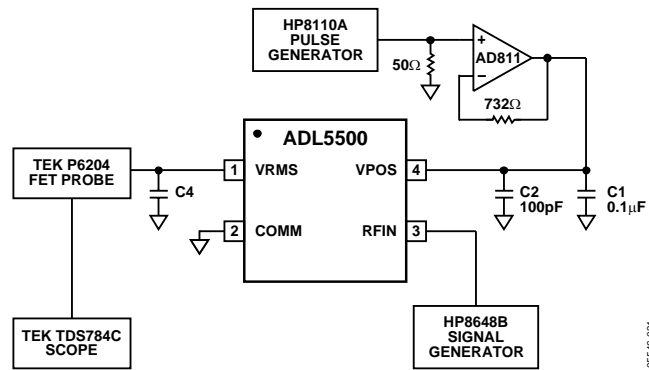 HP8110A
PULSE
GENERATOR
50Ω
+
AD811
−
732Ω
ADL5500
TEK P6204
FET PROBE
C4
1
VRMS
VPOS
4
C2
100pF
C1
0.1μF
2
COMM
RFIN
3
TEK TDS784C
SCOPE
HP8648B
SIGNAL
GENERATOR